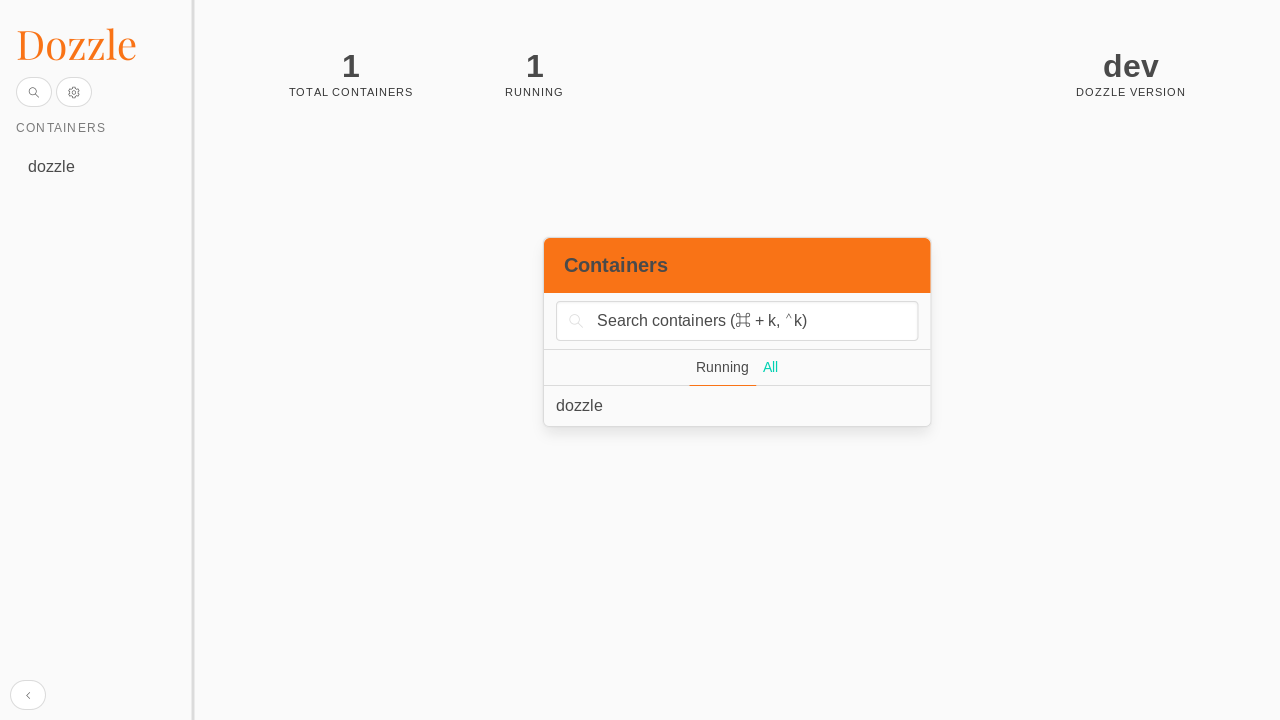 Dozzle
CONTAINERS
dozzle
1
TOTAL CONTAINERS
1
RUNNING
dev
DOZZLE VERSION
Containers
Search containers (⌘ + k, ⌃k)
Running All
dozzle